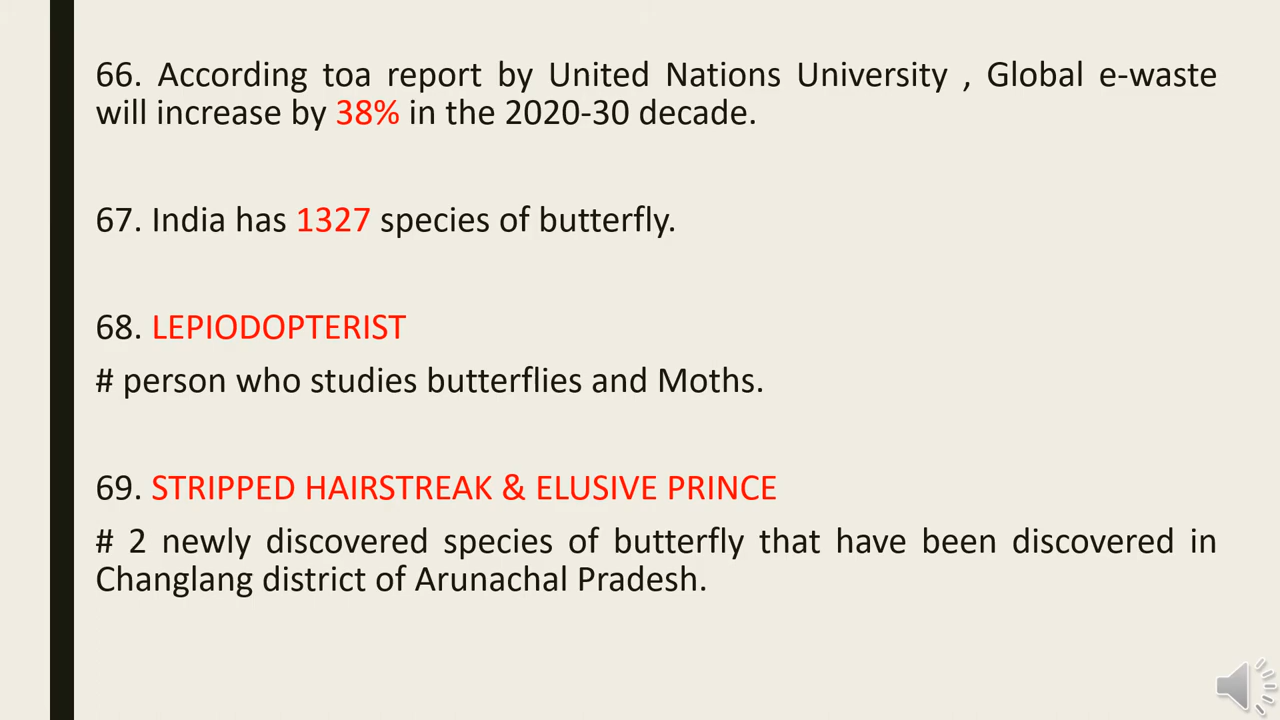 66. According toa report by United Nations University , Global e-waste
will increase by 38% in the 2020-30 decade.
67. India has 1327 species of butterfly.
68. LEPIODOPTERIST
# person who studies butterflies and Moths.
69. STRIPPED HAIRSTREAK & ELUSIVE PRINCE
# 2 newly discovered species of butterfly that have been discovered in
Changlang district of Arunachal Pradesh.